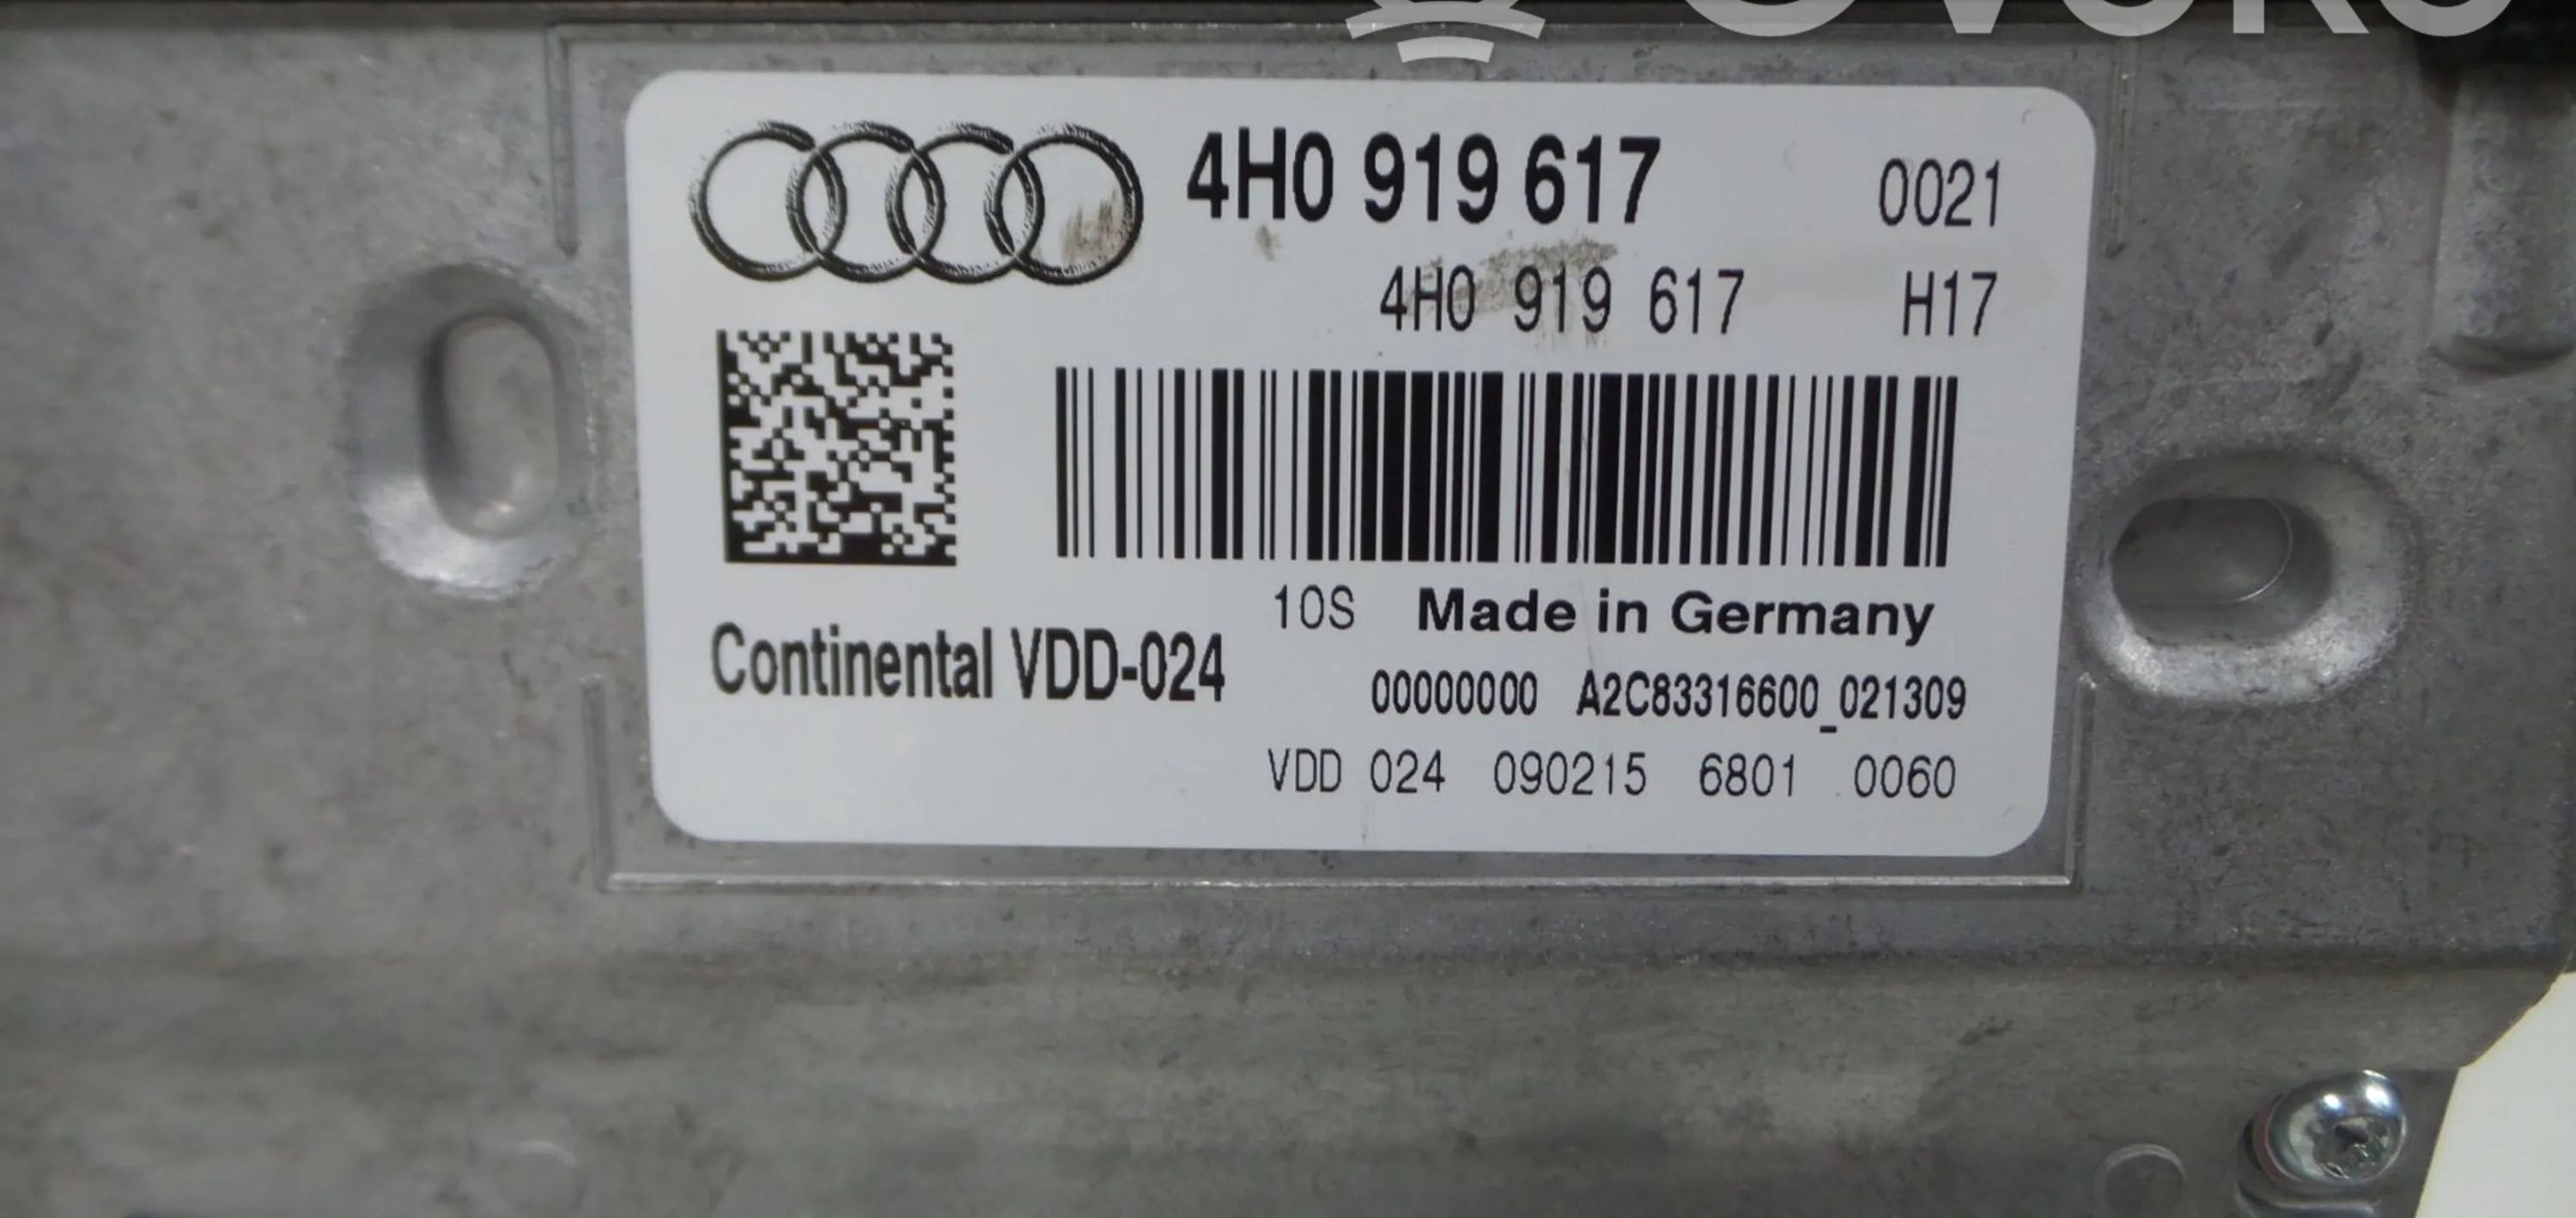 4H0 919 617 0021
4H0 919 617 H17
10S Made in Germany
Continental VDD-024
00000000 A2C83316600_021309
VDD 024 090215 6801 0060